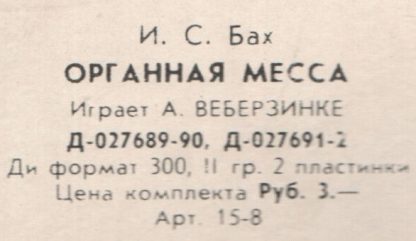 И. С. Бах
ОРГАННАЯ МЕССА
Играет А. ВЕБЕРЗИНКЕ
Д-027689-90, Д-027691-2
Ди формат 300, II гр. 2 пластинки
Цена комплекта Руб. 3.—
Арт. 15-8